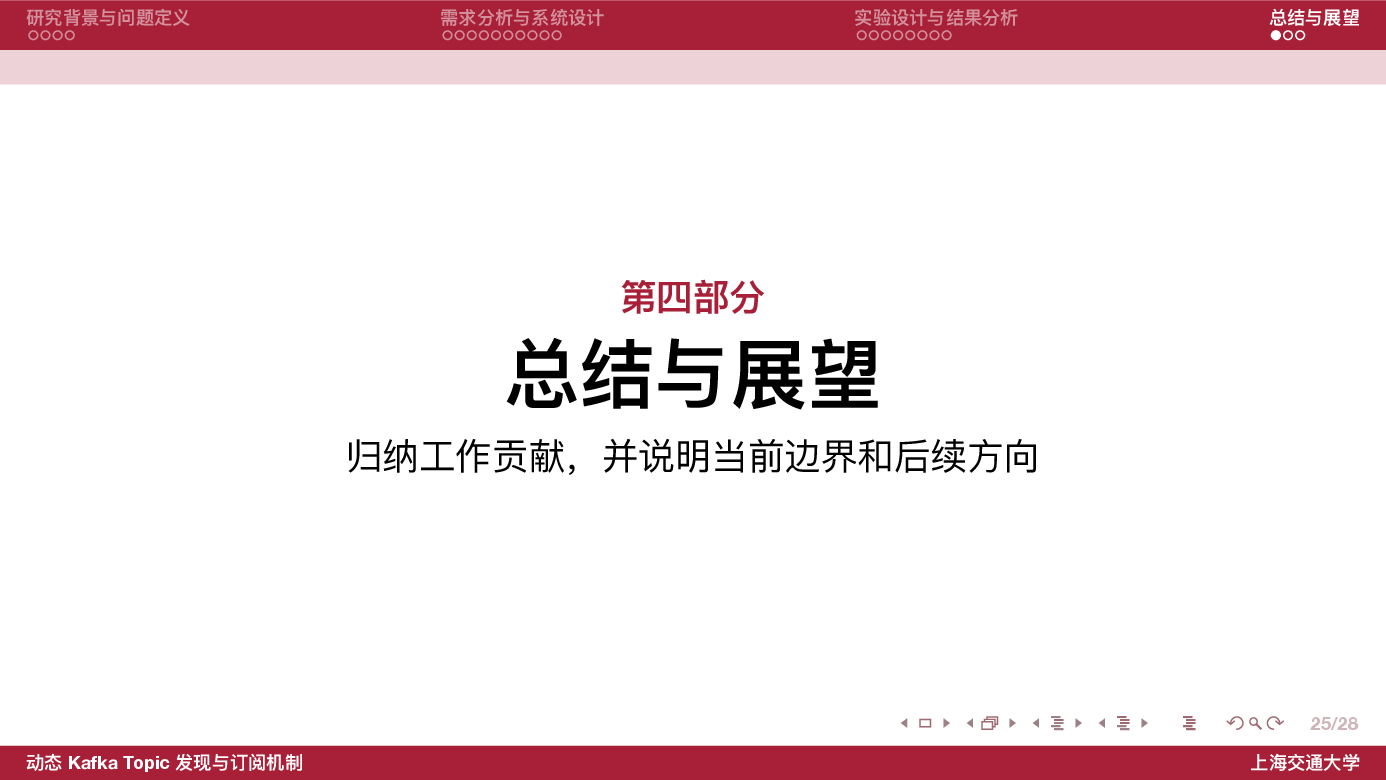 研究背景与问题定义
需求分析与系统设计
实验设计与结果分析
总结与展望
第四部分
总结与展望
归纳工作贡献，并说明当前边界和后续方向
25/28
动态 Kafka Topic 发现与订阅机制
上海交通大学